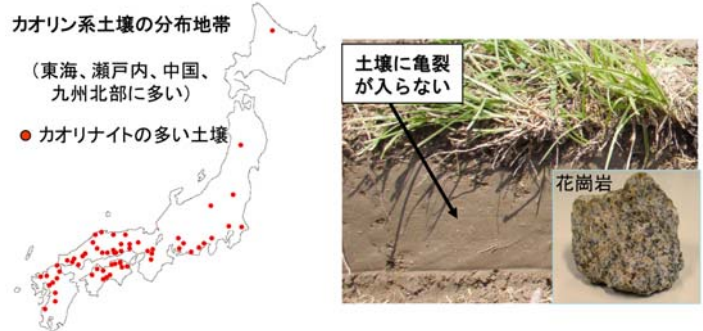 カオリン系土壌の分布地帯
（東海、瀬戸内、中国、
九州北部に多い）
● カオリナイトの多い土壌
土壌に亀裂
が入らない
花崗岩